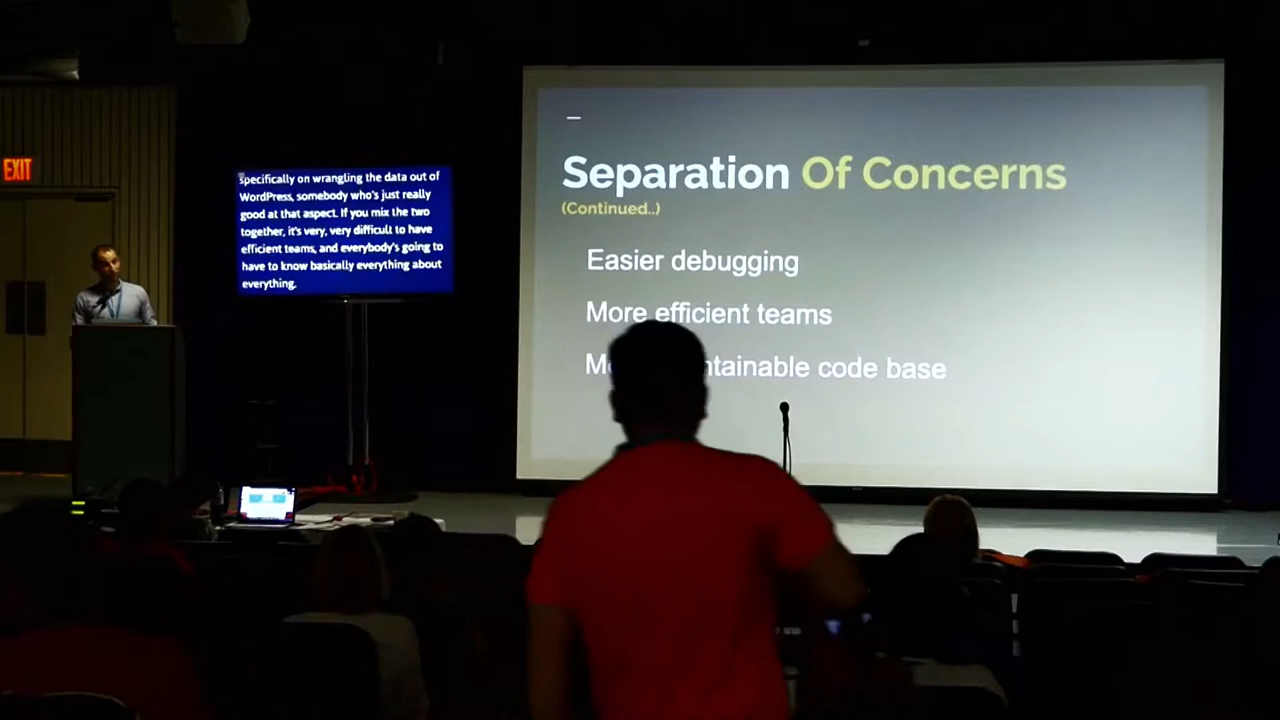 EXIT
specifically on wrangling the data out of
WordPress, somebody who's just really
good at that aspect. If you mix the two
together, it's very, very difficult to have
efficient teams, and everybody's going to
have to know basically everything about
everything.
Separation Of Concerns
(Continued..)
Easier debugging
More efficient teams
code base